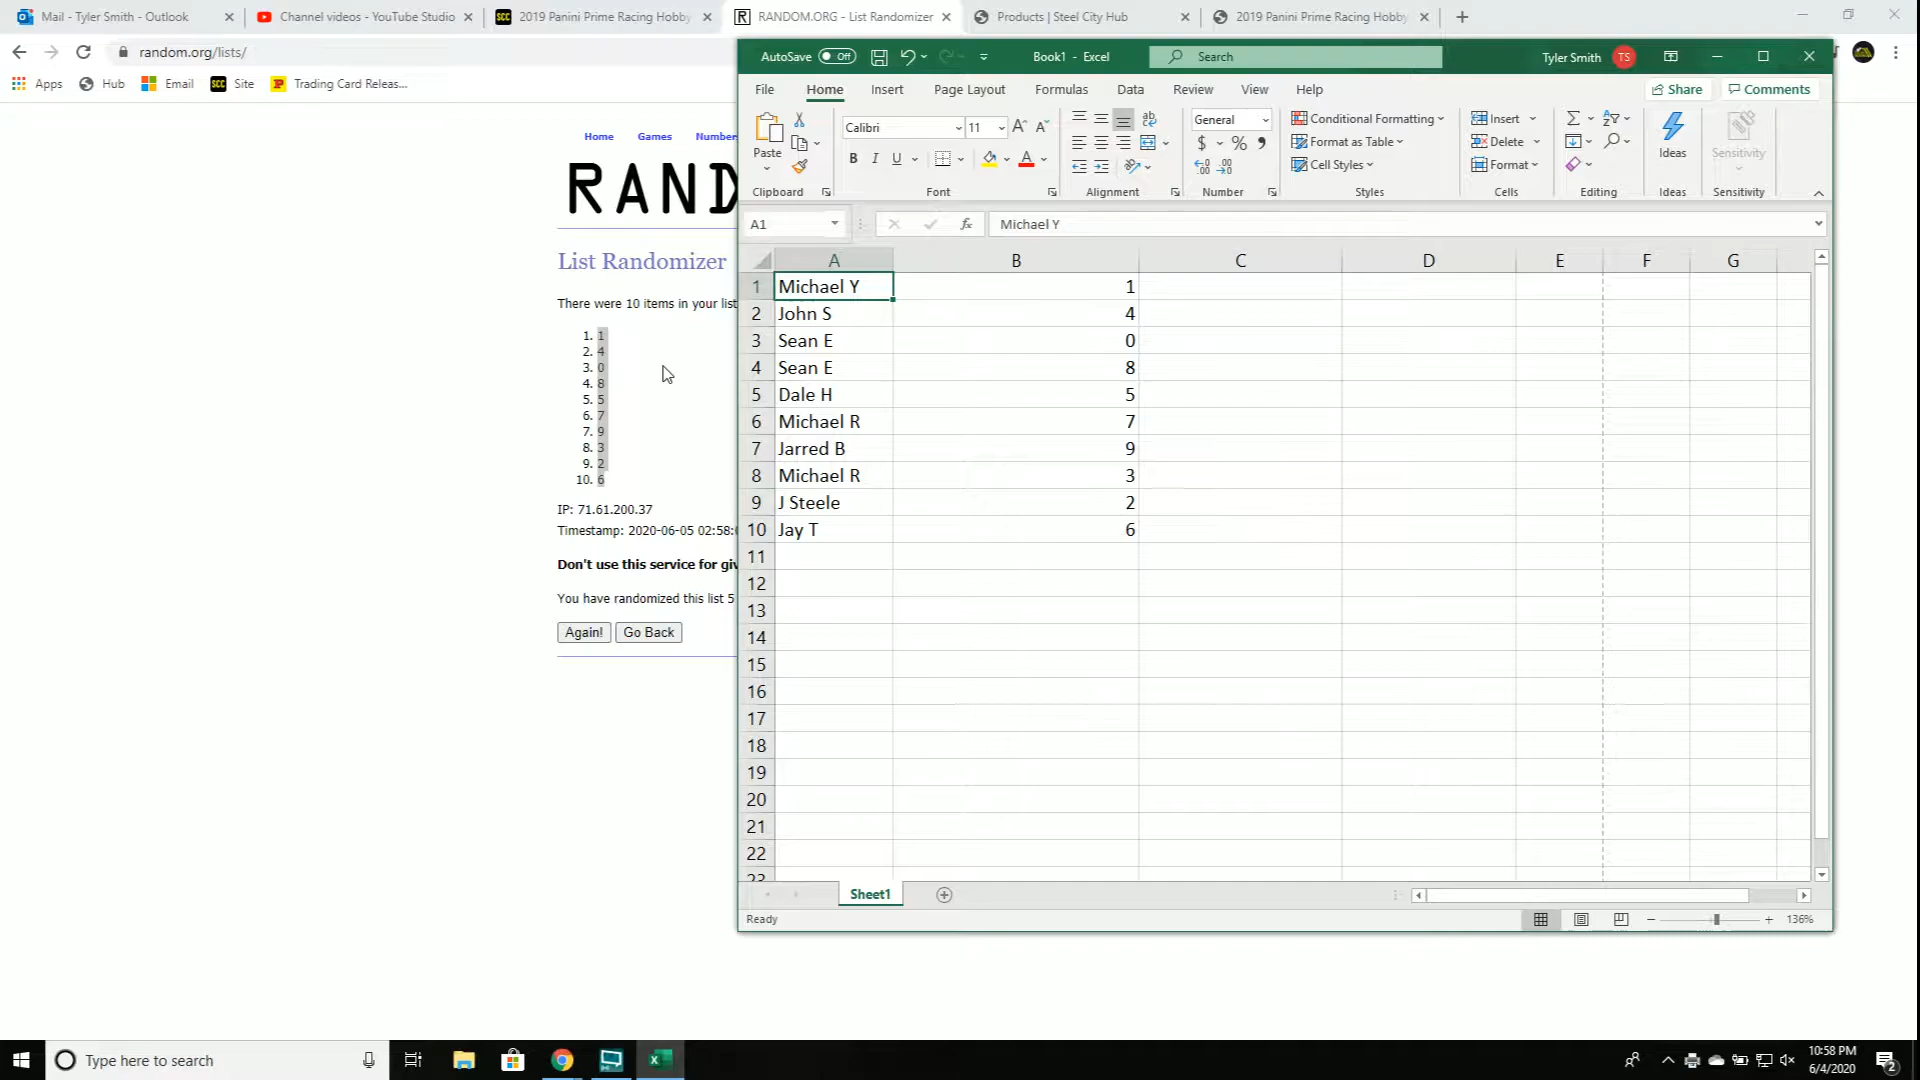 Mail - Tyler Smith - Outlook
Channel videos - YouTube Studio
2019 Panini Prime Racing Hobby
RANDOM.ORG - List Randomizer
Products | Steel City Hub
2019 Panini Prime Racing Hobby
random.org/lists/
Apps
Hub
Email
Site
Trading Card Releas...
AutoSave Off
Book1 - Excel
Search
Tyler Smith TS
File Home Insert Page Layout Formulas Data Review View Help
Share Comments
Paste
Clipboard
Calibri 11
B I U
Font
Alignment
General
$ % 9
Number
Conditional Formatting
Format as Table
Cell Styles
Styles
Insert
Delete
Format
Cells
Editing
Ideas
Ideas
Sensitivity
Sensitivity
A1 fx Michael Y
A B C D E F G
1 Michael Y 1
2 John S 4
3 Sean E 0
4 Sean E 8
5 Dale H 5
6 Michael R 7
7 Jarred B 9
8 Michael R 3
9 J Steele 2
10 Jay T 6
11
12
13
14
15
16
17
18
19
20
21
22
23
Sheet1
Ready
136%
Home Games Number
RAND
List Randomizer
There were 10 items in your list
1. 1
2. 4
3. 0
4. 8
5. 5
6. 7
7. 9
8. 3
9. 2
10. 6
IP: 71.61.200.37
Timestamp: 2020-06-05 02:58:
Don't use this service for giv
You have randomized this list 5
Again! Go Back
Type here to search
10:58 PM
6/4/2020
2